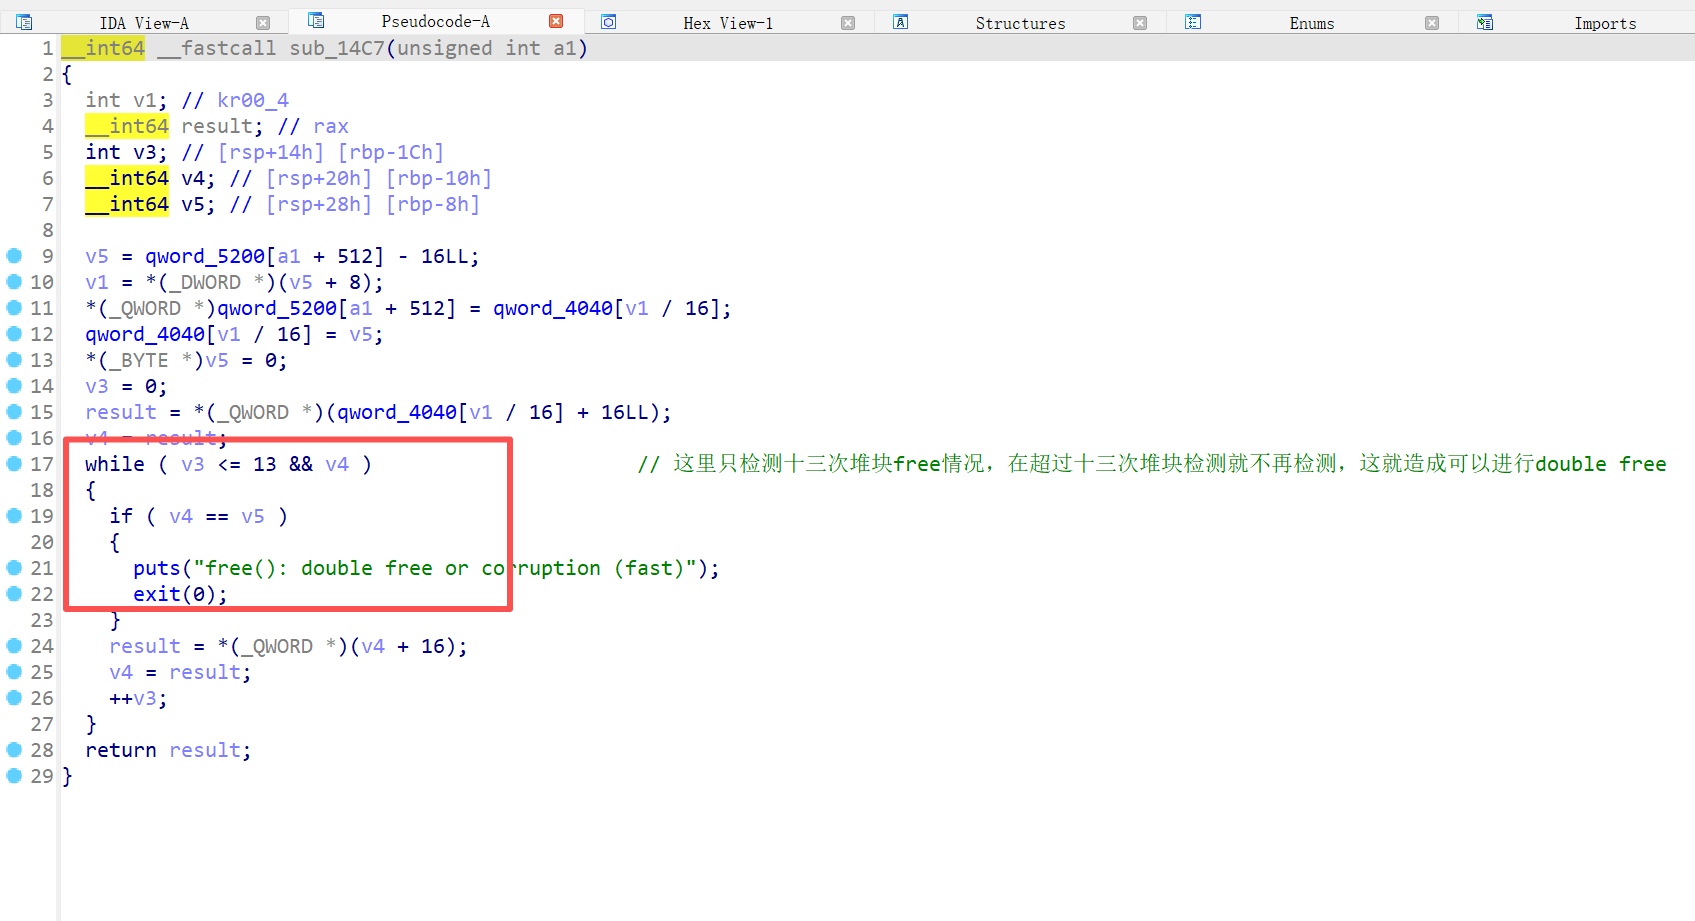 IDA View-A
Pseudocode-A
Hex View-1
Structures
Enums
Imports
1 __int64 __fastcall sub_14C7(unsigned int a1)
2 {
3   int v1; // kr00_4
4   __int64 result; // rax
5   int v3; // [rsp+14h] [rbp-1Ch]
6   __int64 v4; // [rsp+20h] [rbp-10h]
7   __int64 v5; // [rsp+28h] [rbp-8h]
8
9   v5 = qword_5200[a1 + 512] - 16LL;
10   v1 = *(_DWORD *)(v5 + 8);
11   *(_QWORD *)qword_5200[a1 + 512] = qword_4040[v1 / 16];
12   qword_4040[v1 / 16] = v5;
13   *(_BYTE *)v5 = 0;
14   v3 = 0;
15   result = *(_QWORD *)(qword_4040[v1 / 16] + 16LL);
16   v4 = result;
17   while ( v3 <= 13 && v4 ) // 这里只检测十三次堆块free情况，在超过十三次堆块检测就不再检测，这就造成可以进行double free
18   {
19     if ( v4 == v5 )
20     {
21       puts("free(): double free or corruption (fast)");
22       exit(0);
23     }
24     result = *(_QWORD *)(v4 + 16);
25     v4 = result;
26     ++v3;
27   }
28   return result;
29 }